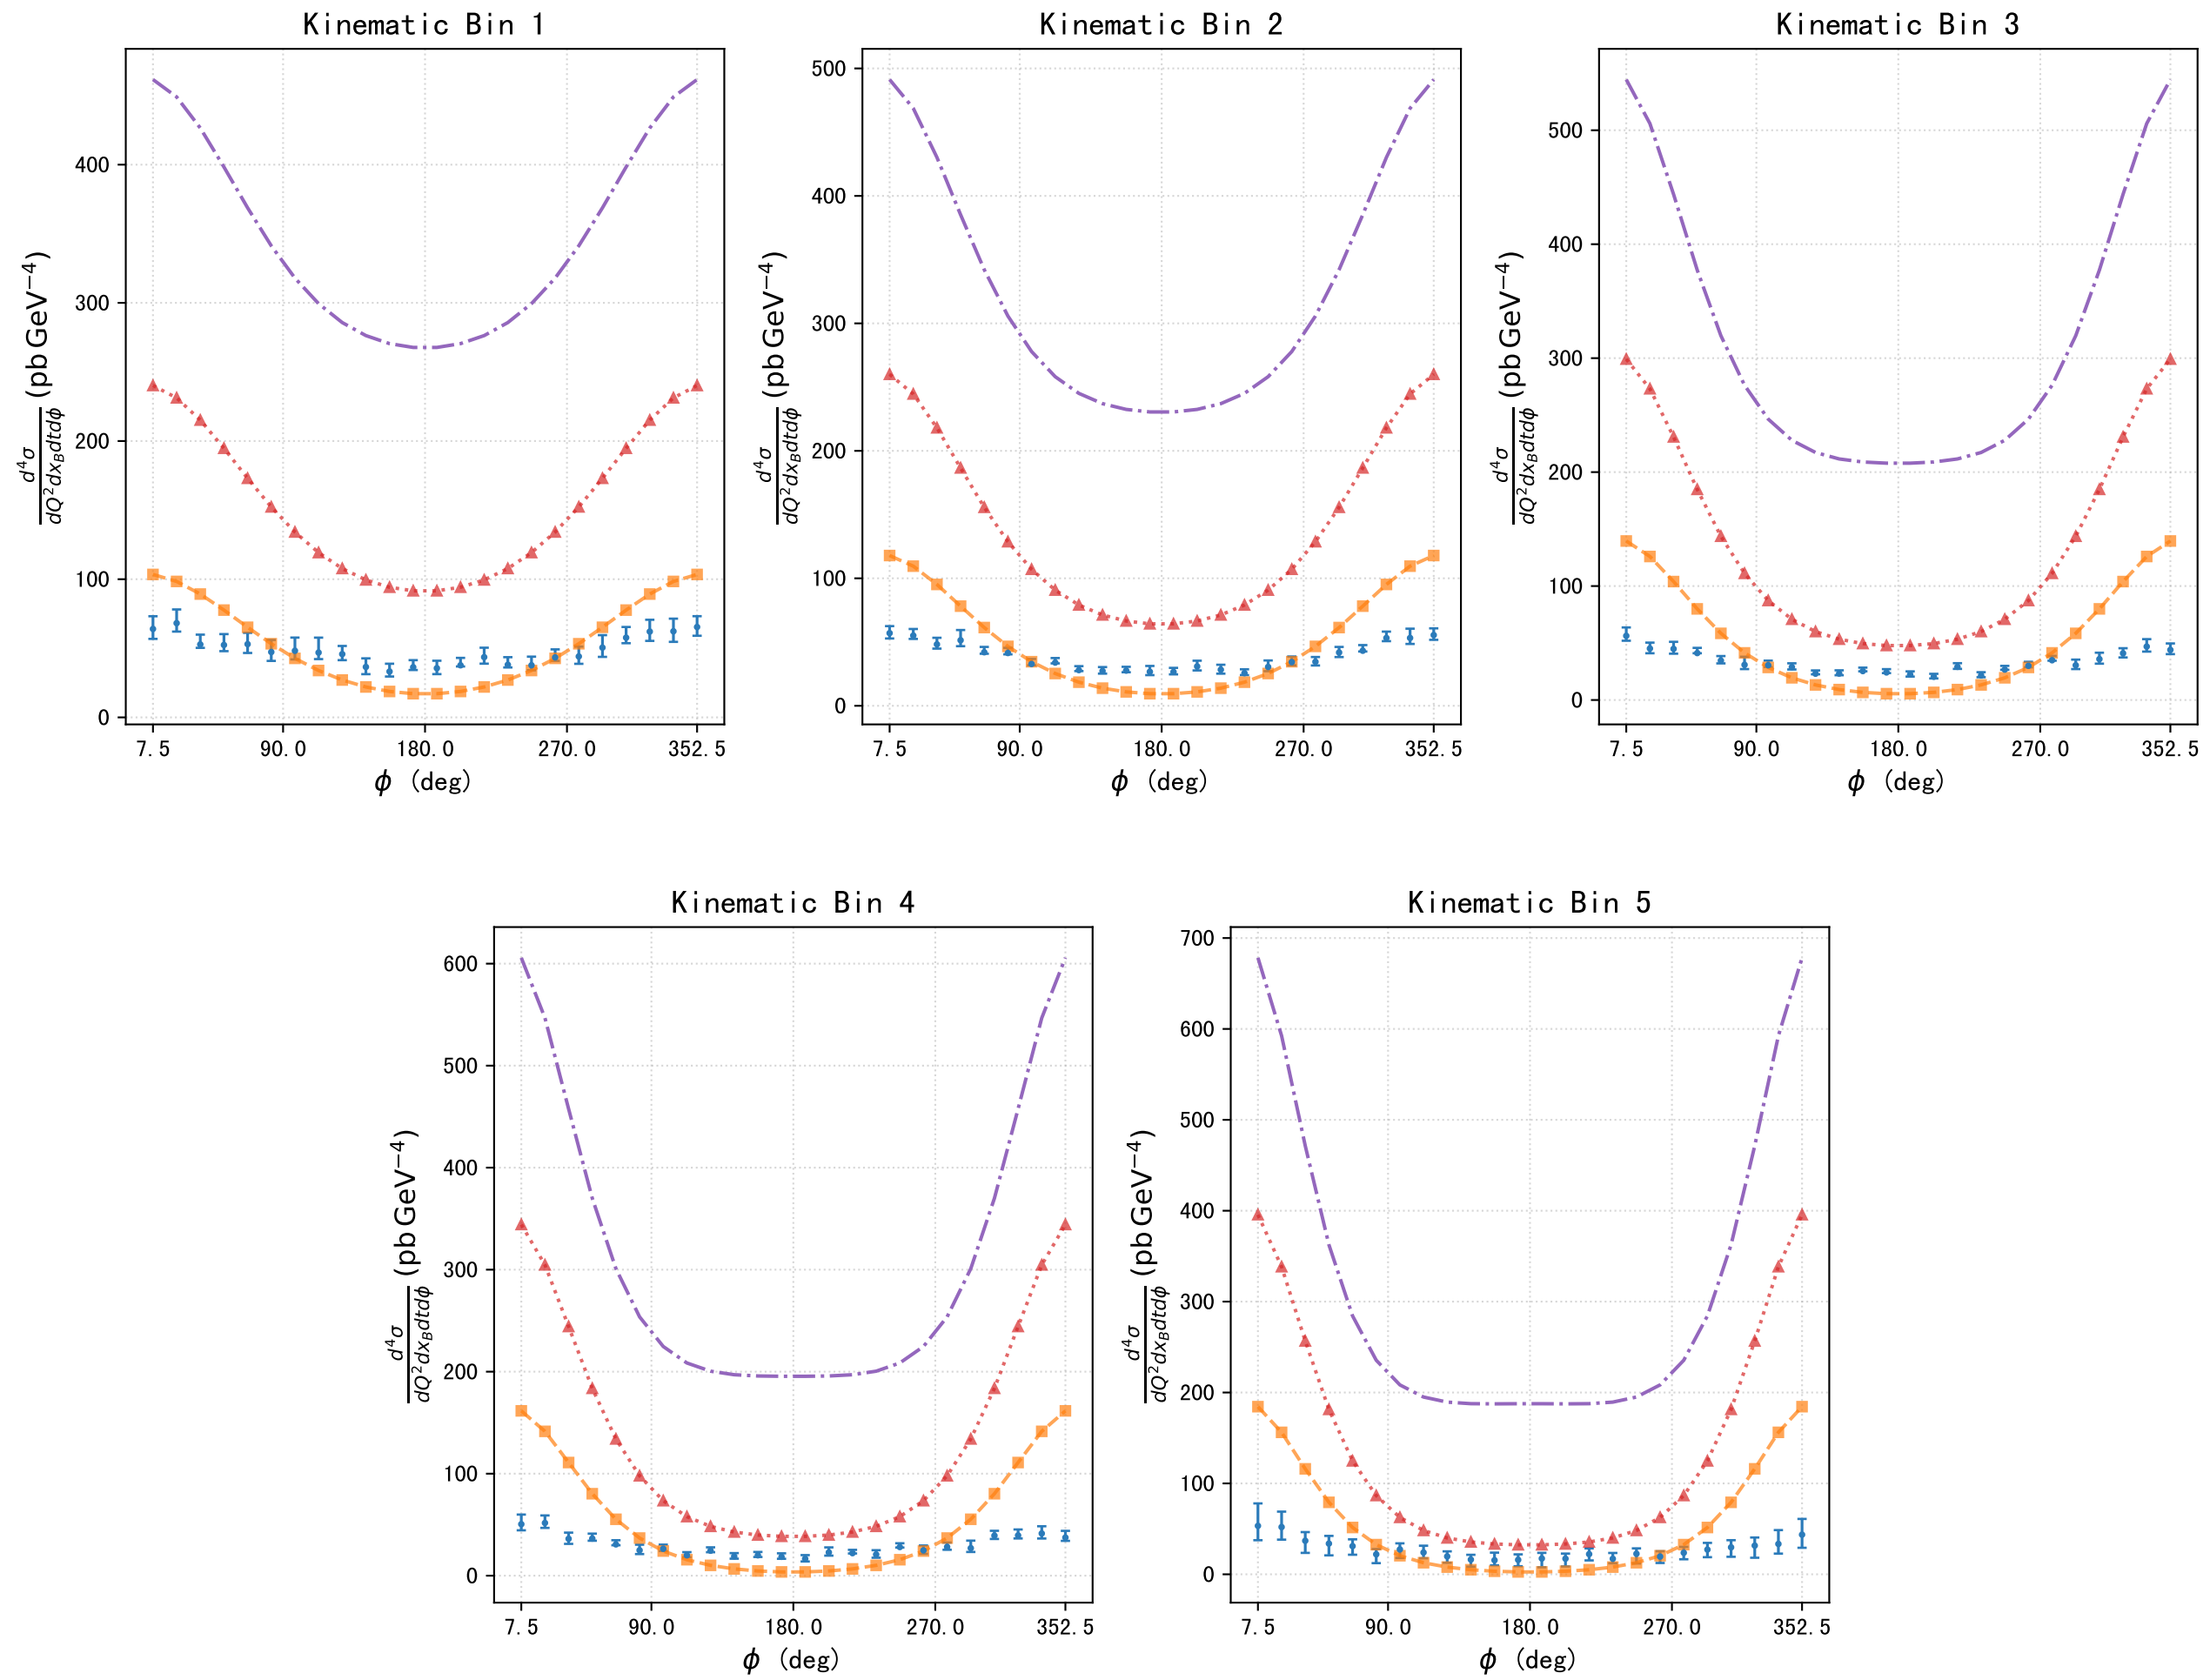 Kinematic Bin 1
400
300
200
100
0
7.5 90.0 180.0 270.0 352.5
ϕ (deg)
d⁴σ / dQ²dx_Bdtdϕ (pb GeV⁻⁴)
Kinematic Bin 2
500
400
300
200
100
0
7.5 90.0 180.0 270.0 352.5
ϕ (deg)
d⁴σ / dQ²dx_Bdtdϕ (pb GeV⁻⁴)
Kinematic Bin 3
500
400
300
200
100
0
7.5 90.0 180.0 270.0 352.5
ϕ (deg)
d⁴σ / dQ²dx_Bdtdϕ (pb GeV⁻⁴)
Kinematic Bin 4
600
500
400
300
200
100
0
7.5 90.0 180.0 270.0 352.5
ϕ (deg)
d⁴σ / dQ²dx_Bdtdϕ (pb GeV⁻⁴)
Kinematic Bin 5
700
600
500
400
300
200
100
0
7.5 90.0 180.0 270.0 352.5
ϕ (deg)
d⁴σ / dQ²dx_Bdtdϕ (pb GeV⁻⁴)